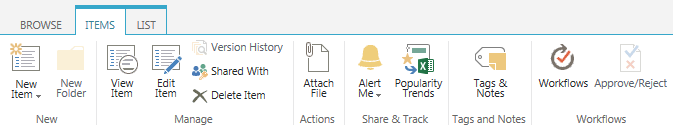 BROWSE ITEMS LIST
New Item
New Folder
View Item
Edit Item
Version History
Shared With
Delete Item
Attach File
Alert Me
Popularity Trends
Tags & Notes
Workflows
Approve/Reject
New
Manage
Actions
Share & Track
Tags and Notes
Workflows